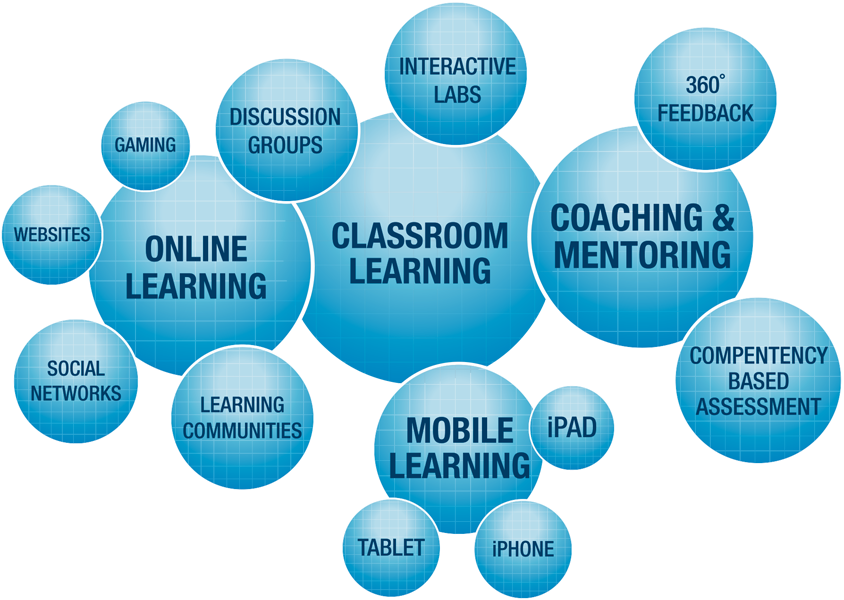 INTERACTIVE
LABS
360°
FEEDBACK
DISCUSSION
GROUPS
GAMING
WEBSITES
ONLINE
LEARNING
CLASSROOM
LEARNING
COACHING &
MENTORING
SOCIAL
NETWORKS
LEARNING
COMMUNITIES
COMPENTENCY
BASED
ASSESSMENT
MOBILE
LEARNING
iPAD
TABLET
iPHONE